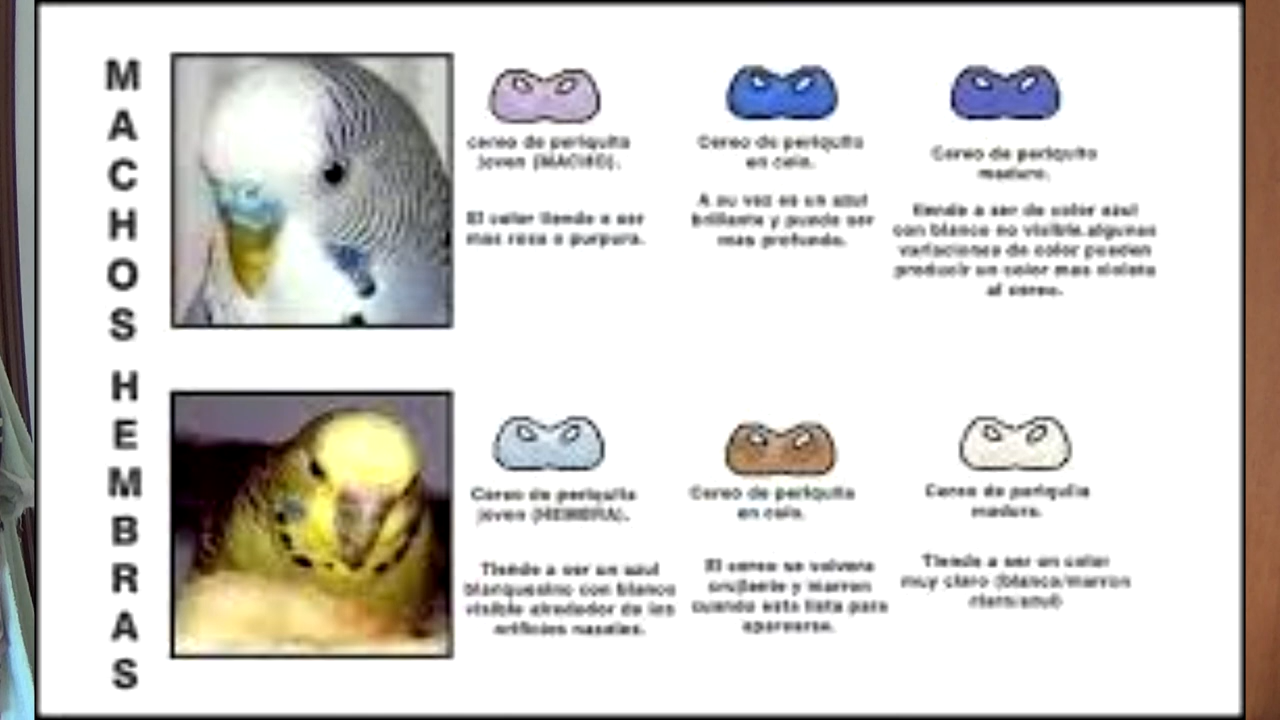 MACHOS
cereo de periquito
joven (MACHO).
El color tiende a ser
mas rosa o purpura.
Cereo de periquito
en celo.
A su vez es un azul
brillante y puede ser
mas profundo.
Cereo de periquito
maduro.
tiende a ser de color azul
con blanco no visible.algunas
variaciones de color pueden
producir un color mas violeta
al cereo.
HEMBRAS
Cereo de periquita
joven (HEMBRA).
Tiende a ser un azul
blanquesino con blanco
visible alrededor de los
orificios nasales.
Cereo de periquita
en celo.
El cereo se volvera
crujiente y marron
cuando esta lista para
aparearse.
Cereo de periquita
madura.
Tiende a ser un color
muy claro (blanco/marron
claro/azul)